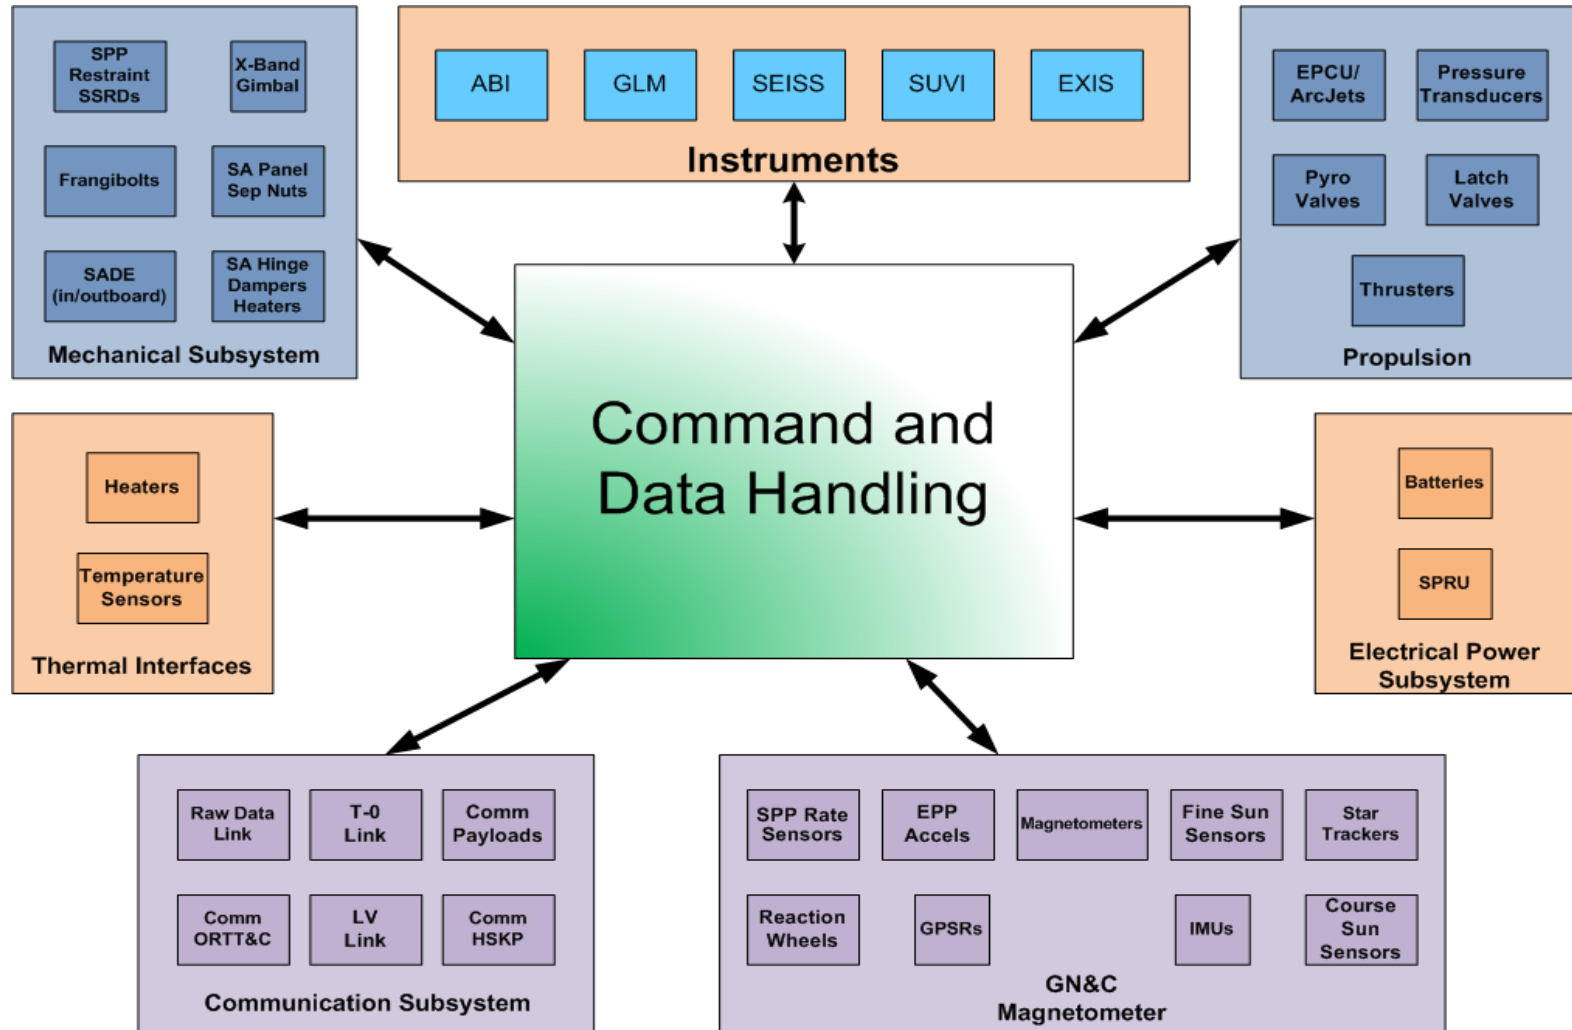 SPP
Restraint
SSRDs
X-Band
Gimbal
Frangibolts
SA Panel
Sep Nuts
SADE
(in/outboard)
SA Hinge
Dampers
Heaters
Mechanical Subsystem
ABI
GLM
SEISS
SUVI
EXIS
Instruments
EPCU/
ArcJets
Pressure
Transducers
Pyro
Valves
Latch
Valves
Thrusters
Propulsion
Command and
Data Handling
Heaters
Temperature
Sensors
Thermal Interfaces
Batteries
SPRU
Electrical Power
Subsystem
Raw Data
Link
T-0
Link
Comm
Payloads
Comm
ORTT&C
LV
Link
Comm
HSKP
Communication Subsystem
SPP Rate
Sensors
EPP
Accels
Magnetometers
Fine Sun
Sensors
Star
Trackers
Reaction
Wheels
GPSRs
IMUs
Course
Sun
Sensors
GN&C
Magnetometer